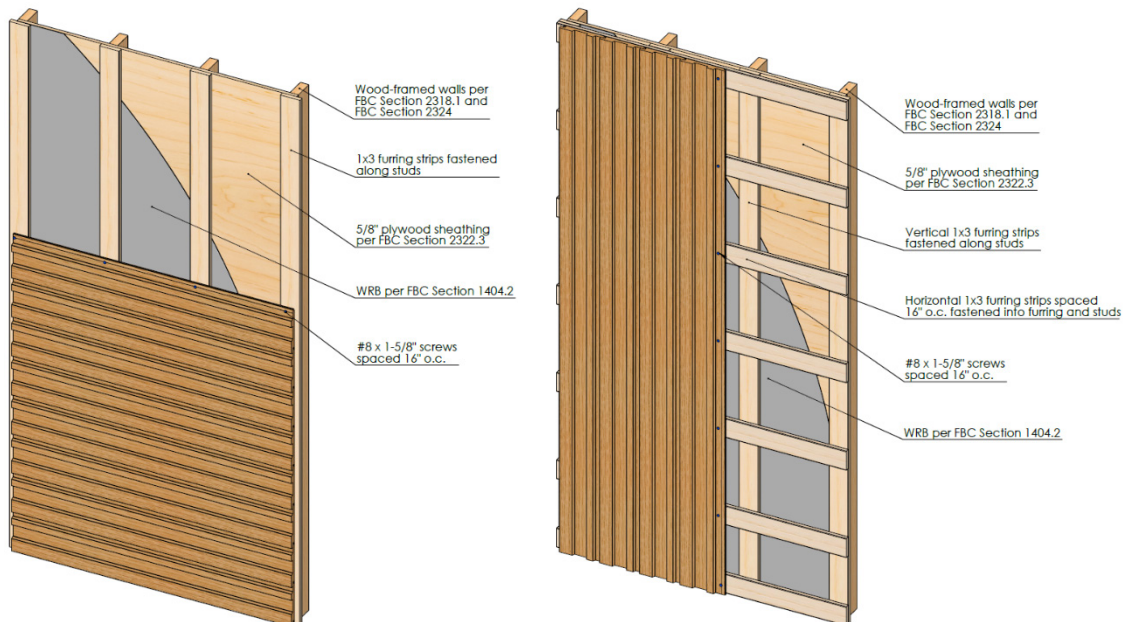 Wood-framed walls per
FBC Section 2318.1 and
FBC Section 2324
1x3 furring strips fastened
along studs
5/8" plywood sheathing
per FBC Section 2322.3
WRB per FBC Section 1404.2
#8 x 1-5/8" screws
spaced 16" o.c.
Wood-framed walls per
FBC Section 2318.1 and
FBC Section 2324
5/8" plywood sheathing
per FBC Section 2322.3
Vertical 1x3 furring strips
fastened along studs
Horizontal 1x3 furring strips spaced
16" o.c. fastened into furring and studs
#8 x 1-5/8" screws
spaced 16" o.c.
WRB per FBC Section 1404.2